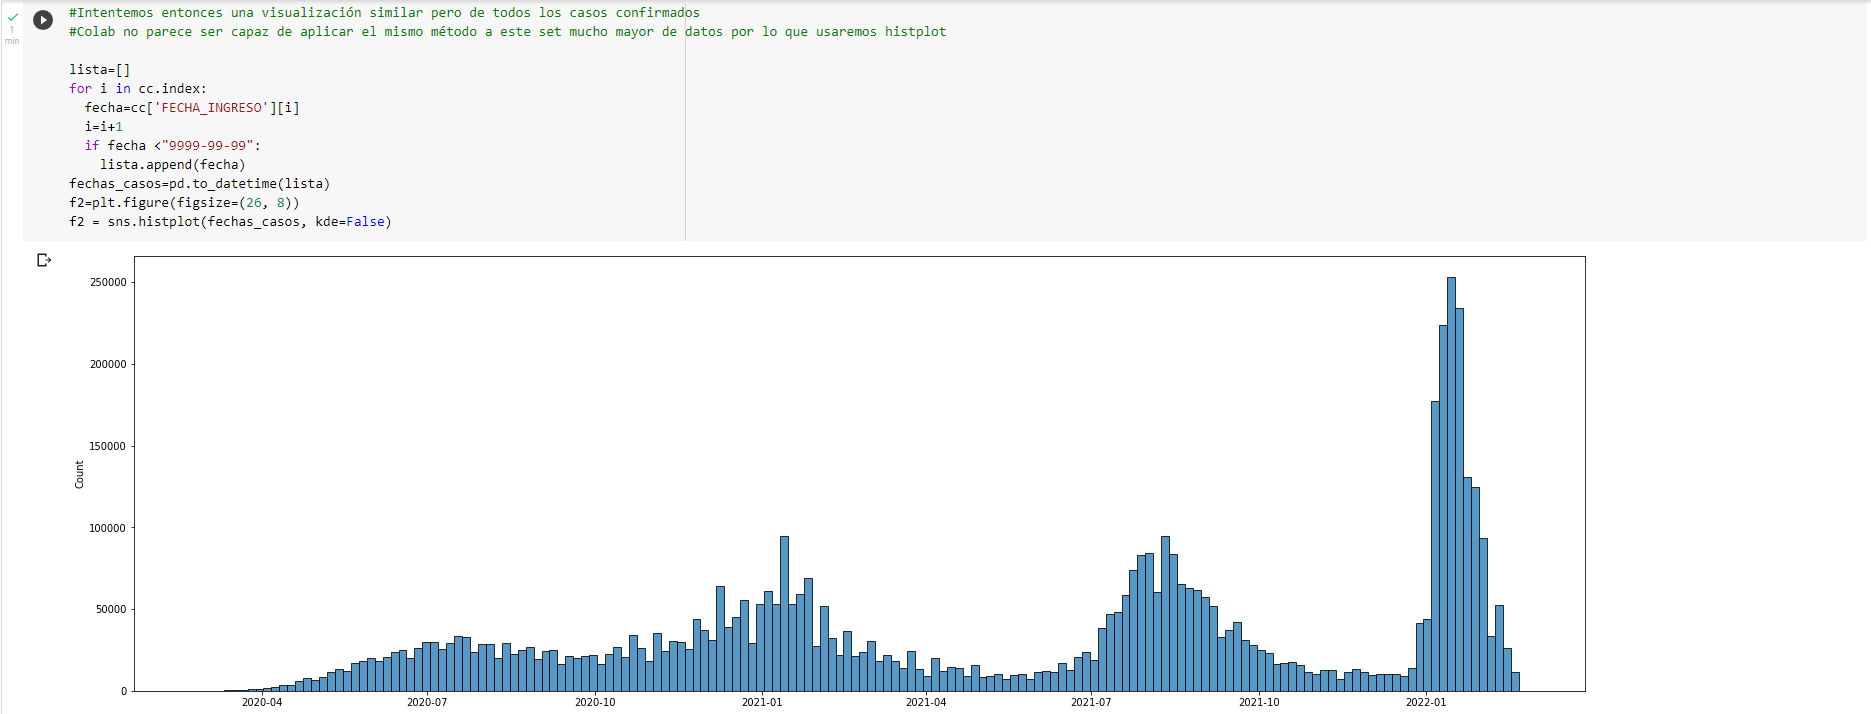 #Intentemos entonces una visualización similar pero de todos los casos confirmados
#Colab no parece ser capaz de aplicar el mismo método a este set mucho mayor de datos por lo que usaremos histplot
1
min
lista=[]
for i in cc.index:
  fecha=cc['FECHA_INGRESO'][i]
  i=i+1
  if fecha <"9999-99-99":
    lista.append(fecha)
fechas_casos=pd.to_datetime(lista)
f2=plt.figure(figsize=(26, 8))
f2 = sns.histplot(fechas_casos, kde=False)
250000
200000
150000
100000
50000
0
Count
2020-04 2020-07 2020-10 2021-01 2021-04 2021-07 2021-10 2022-01